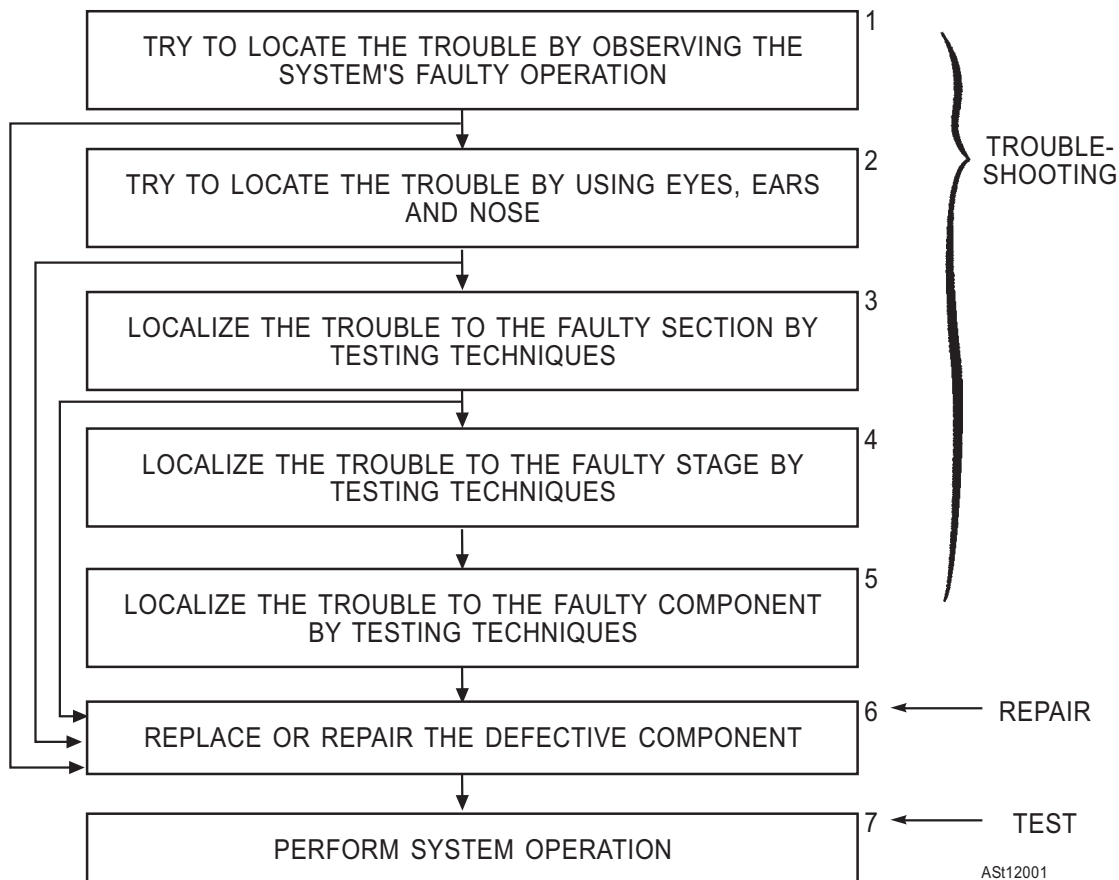 1
TRY TO LOCATE THE TROUBLE BY OBSERVING THE
SYSTEM'S FAULTY OPERATION
2
TRY TO LOCATE THE TROUBLE BY USING EYES, EARS
AND NOSE
TROUBLE-
SHOOTING
3
LOCALIZE THE TROUBLE TO THE FAULTY SECTION BY
TESTING TECHNIQUES
4
LOCALIZE THE TROUBLE TO THE FAULTY STAGE BY
TESTING TECHNIQUES
5
LOCALIZE THE TROUBLE TO THE FAULTY COMPONENT
BY TESTING TECHNIQUES
6
REPLACE OR REPAIR THE DEFECTIVE COMPONENT
REPAIR
7
PERFORM SYSTEM OPERATION
TEST
ASt12001